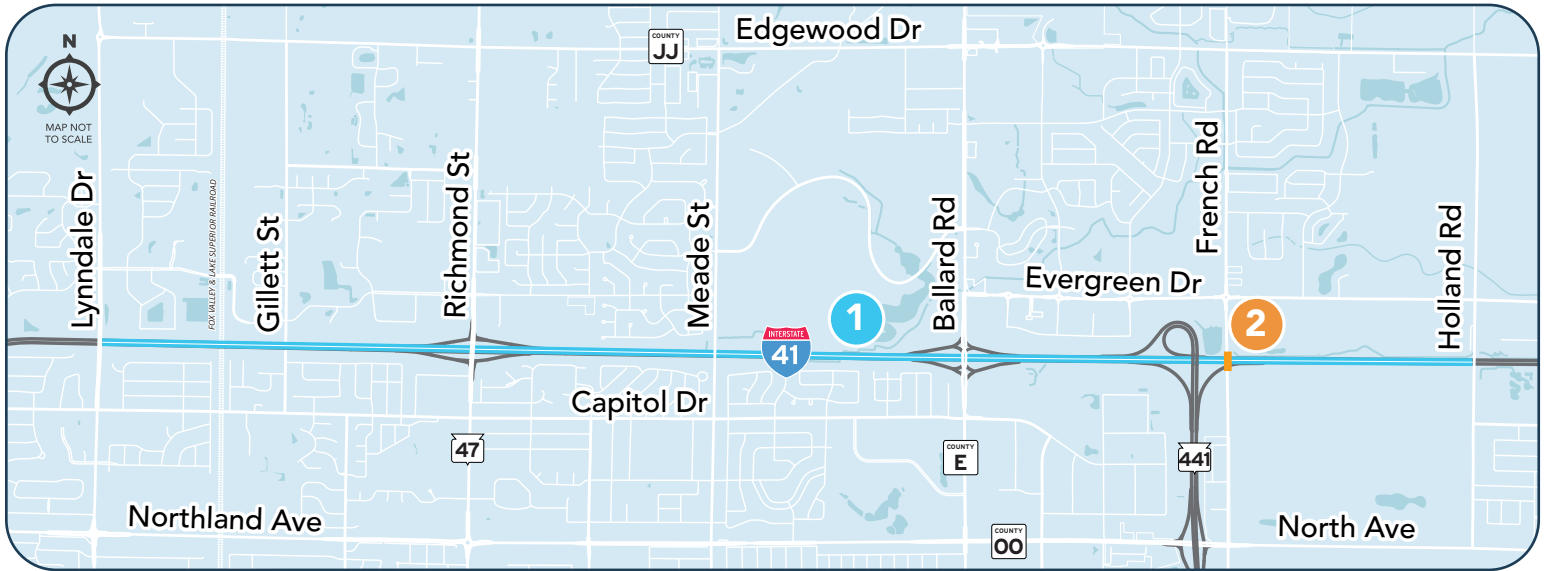 Edgewood Dr
COUNTY
JJ
N
MAP NOT
TO SCALE
Lynndale Dr
FOX VALLEY & LAKE SUPERIOR RAILROAD
Gillett St
Richmond St
Meade St
Ballard Rd
French Rd
Holland Rd
Evergreen Dr
1
2
INTERSTATE
41
Capitol Dr
47
COUNTY
E
441
Northland Ave
COUNTY
OO
North Ave